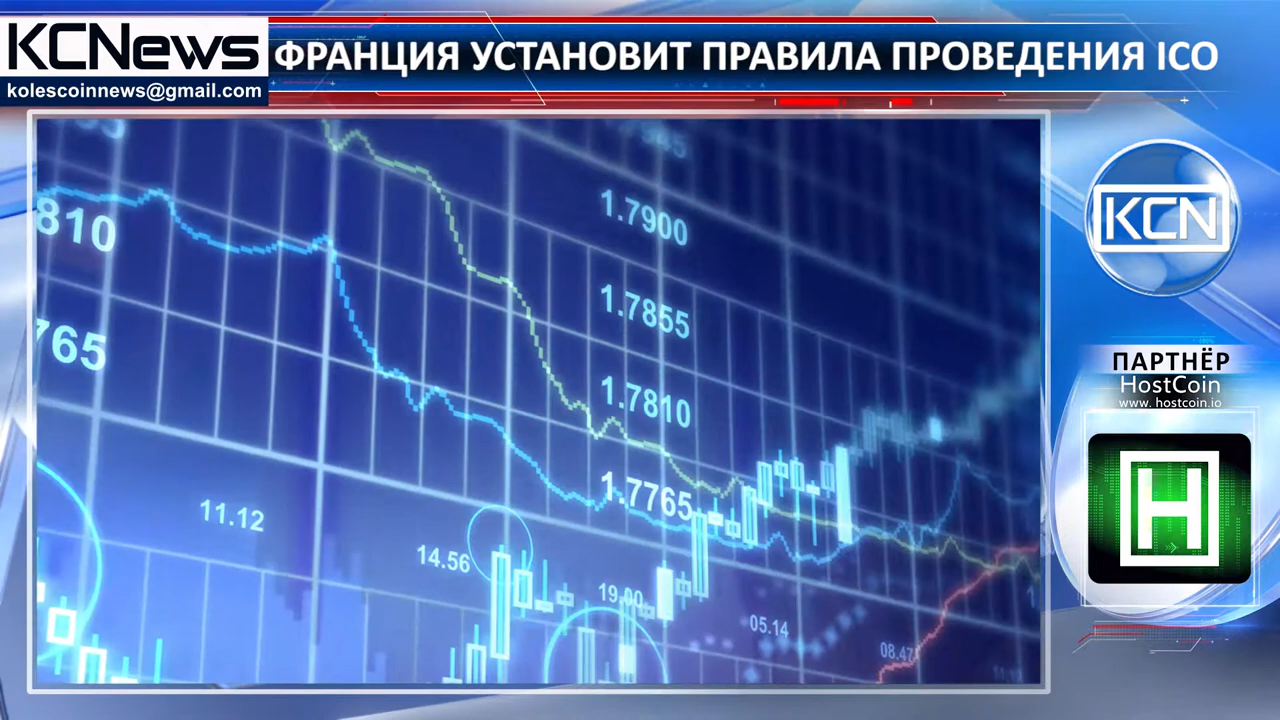 KCNews
kolescoinnews@gmail.com
ФРАНЦИЯ УСТАНОВИТ ПРАВИЛА ПРОВЕДЕНИЯ ICO
KCN
ПАРТНЁР
HostCoin
www. hostcoin.io
H
810
765
1.7900
1.7855
1.7810
1.7765
11.12
14.56
19.00
05.14
08.47